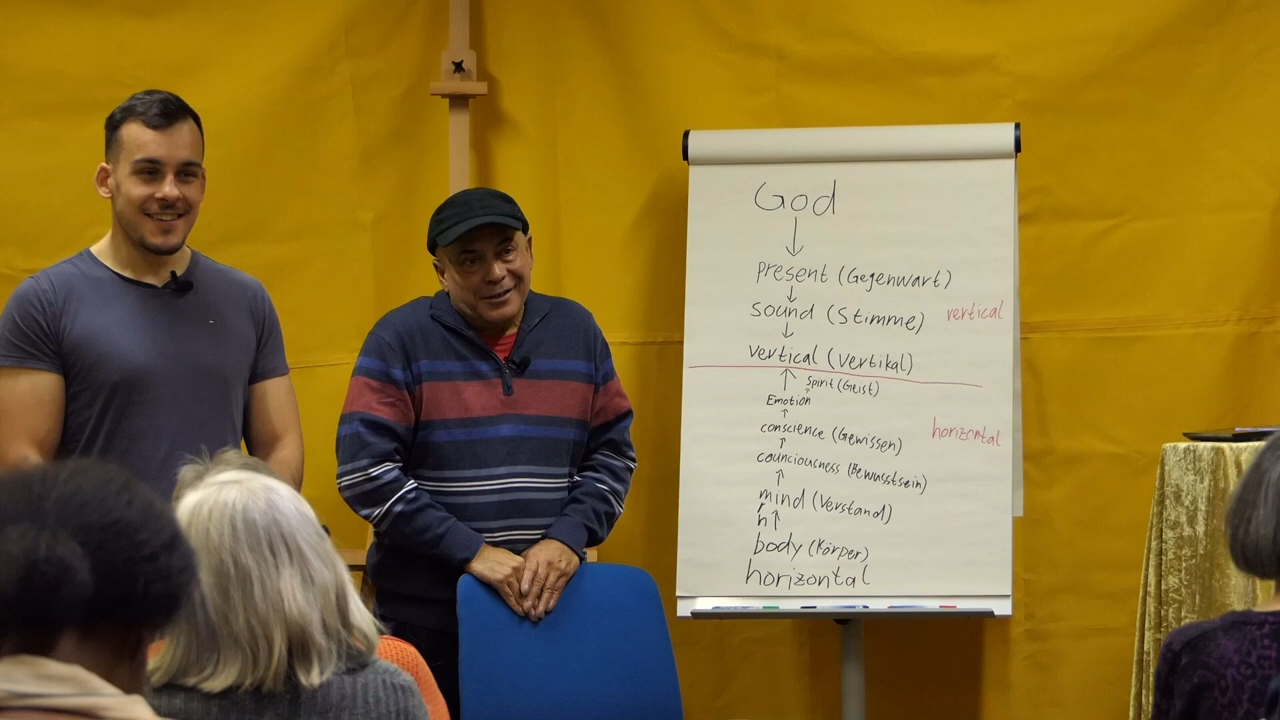 God
present (Gegenwart)
sound (Stimme)
vertical
vertical (vertikal)
spirit (Geist)
Emotion
conscience (Gewissen)
horizontal
counciousness (Bewusstsein)
mind (Verstand)
body (Körper)
horizontal